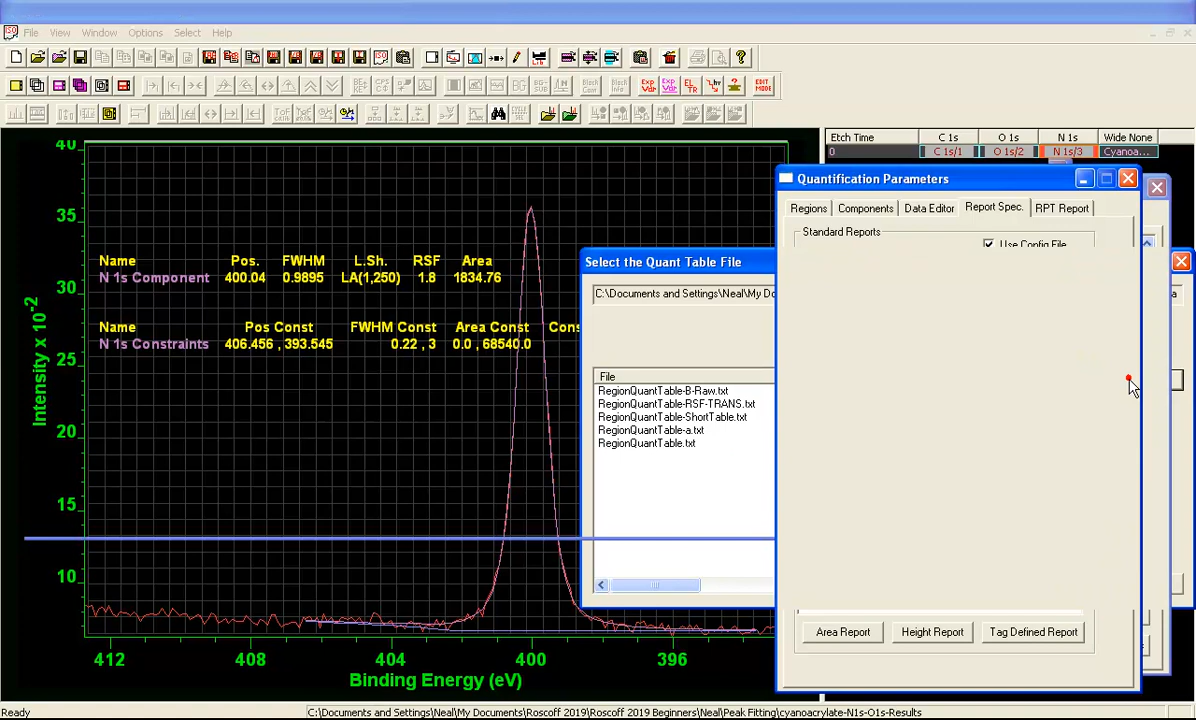 File View Window Options Select Help
Etch Time C 1s O 1s N 1s Wide None
0 C 1s/1 O 1s/2 N 1s/3 Cyanoa...
Quantification Parameters
Regions Components Data Editor Report Spec. RPT Report
Standard Reports
Use Config File
Select the Quant Table File
C:\Documents and Settings\Neal\My Do
File
RegionQuantTable-B-Raw.txt
RegionQuantTable-RSF-TRANS.txt
RegionQuantTable-ShortTable.txt
RegionQuantTable-a.txt
RegionQuantTable.txt
Area Report Height Report Tag Defined Report
Name Pos. FWHM L.Sh. RSF Area
N 1s Component 400.04 0.9895 LA(1,250) 1.8 1834.76
Name Pos Const FWHM Const Area Const Cons
N 1s Constraints 406.456 , 393.545 0.22 , 3 0.0 , 68540.0
Intensity x 10^-2
40
35
30
25
20
15
10
412 408 404 400 396
Binding Energy (eV)
Ready C:\Documents and Settings\Neal\My Documents\Roscoff 2019\Roscoff 2019 Beginners\Neal\Peak Fitting\cyanoacrylate-N1s-O1s-Results